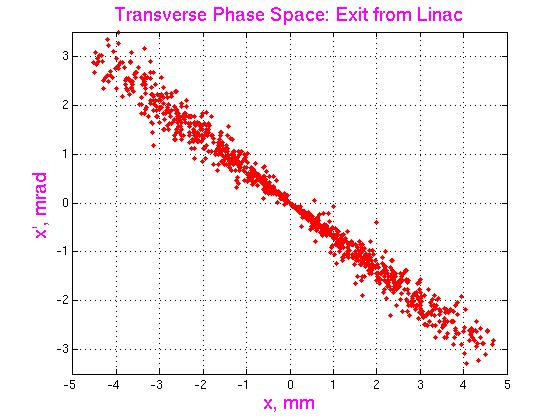 Transverse Phase Space: Exit from Linac
x', mrad
3
2
1
0
-1
-2
-3
-5 -4 -3 -2 -1 0 1 2 3 4 5
x, mm